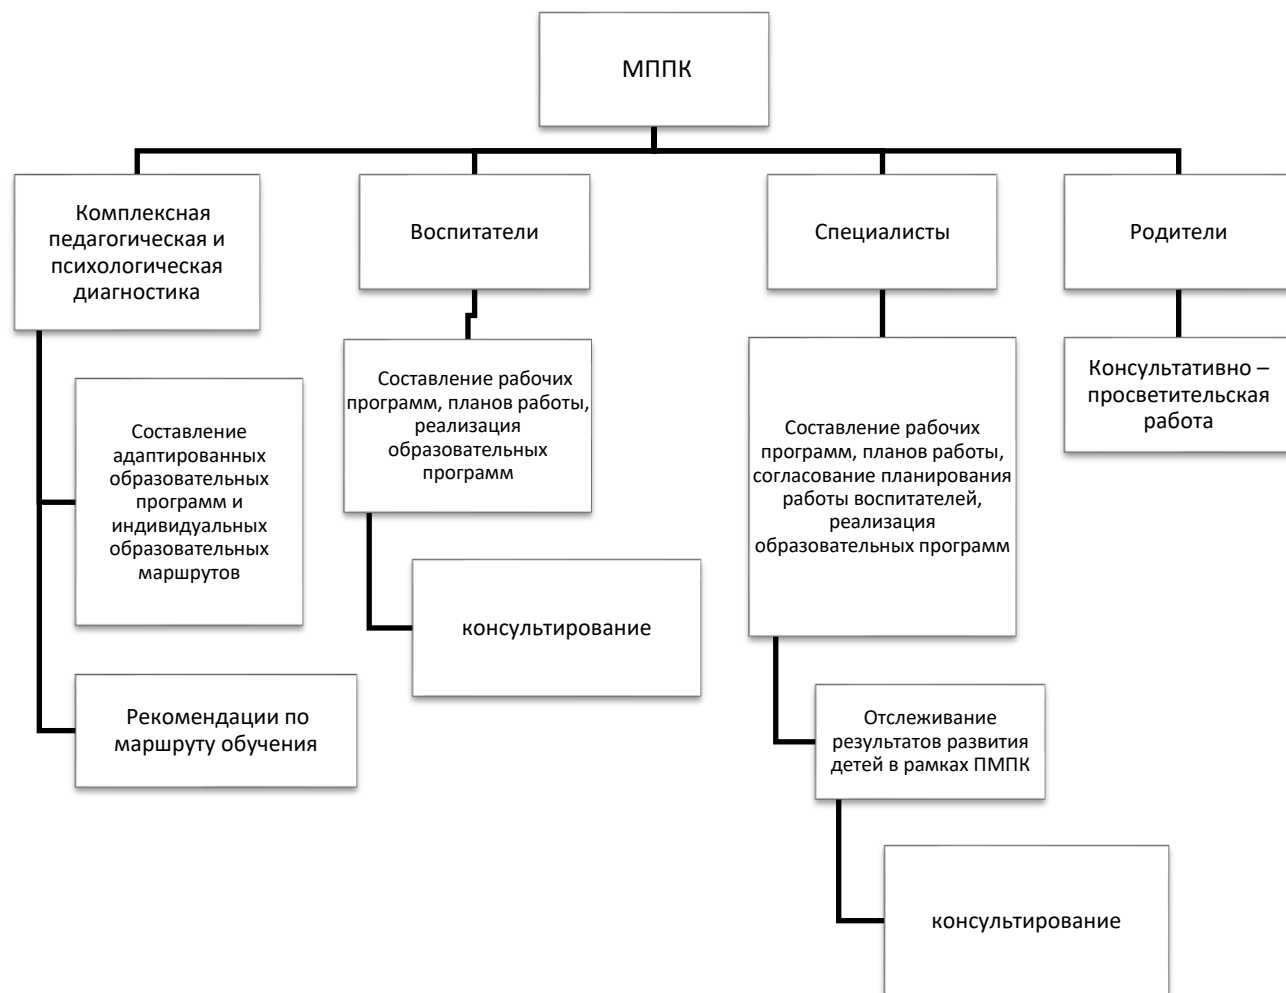 МППК
Комплексная
педагогическая и
психологическая
диагностика
Составление
адаптированных
образовательных
программ и
индивидуальных
образовательных
маршрутов
Рекомендации по
маршруту обучения
Воспитатели
Составление рабочих
программ, планов работы,
реализация
образовательных
программ
консультирование
Специалисты
Составление рабочих
программ, планов работы,
согласование планирования
работы воспитателей,
реализация
образовательных программ
Отслеживание
результатов развития
детей в рамках ПМПК
консультирование
Родители
Консультативно –
просветительская
работа